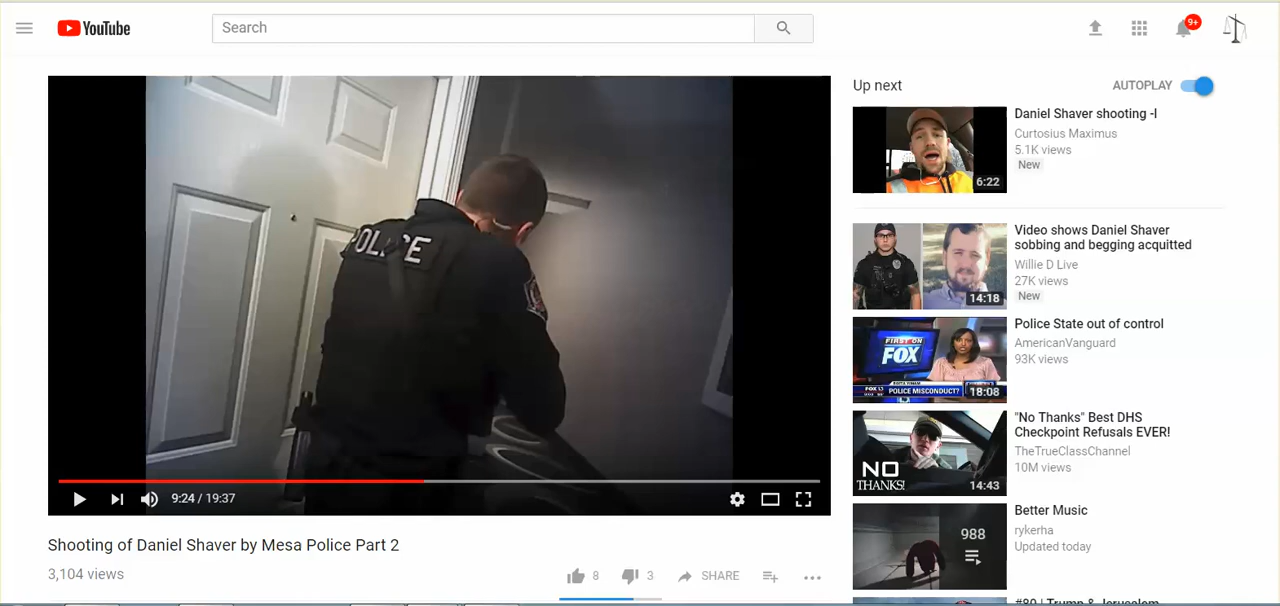 YouTube
Search
9+
POLICE
9:24 / 19:37
Shooting of Daniel Shaver by Mesa Police Part 2
3,104 views
8
3
SHARE
Up next
AUTOPLAY
6:22
Daniel Shaver shooting -I
Curtosius Maximus
5.1K views
New
14:18
Video shows Daniel Shaver
sobbing and begging acquitted
Willie D Live
27K views
New
FIRST ON
FOX
POLICE MISCONDUCT?
18:08
Police State out of control
AmericanVanguard
93K views
NO
THANKS!
14:43
"No Thanks" Best DHS
Checkpoint Refusals EVER!
TheTrueClassChannel
10M views
988
Better Music
rykerha
Updated today
#80 | Trump & Jerusalem